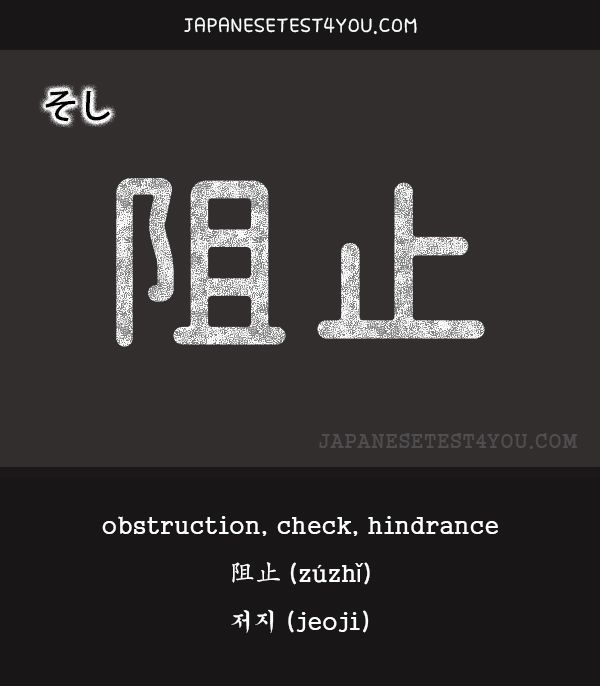 JAPANESETEST4YOU.COM
そし
阻止
JAPANESETEST4YOU.COM
obstruction, check, hindrance
阻止 (zúzhǐ)
저지 (jeoji)